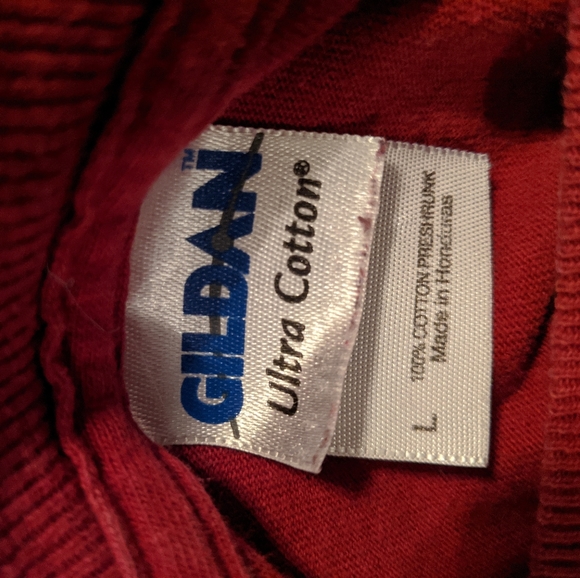 GILDAN™
Ultra Cotton®
100% COTTON PRESHRUNK
Made in Honduras
L